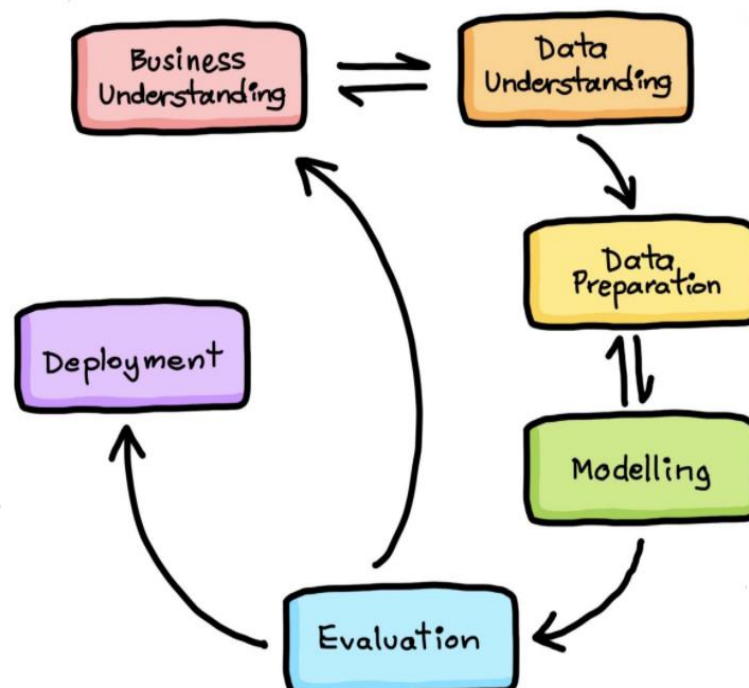 Business
Understanding
Data
Understanding
Data
Preparation
Modelling
Evaluation
Deployment